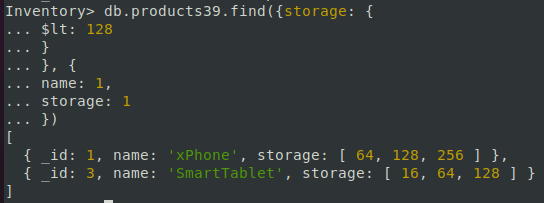 Inventory> db.products39.find({storage: {
... $lt: 128
... }
... }, {
... name: 1,
... storage: 1
... })
[
  { _id: 1, name: 'xPhone', storage: [ 64, 128, 256 ] },
  { _id: 3, name: 'SmartTablet', storage: [ 16, 64, 128 ] }
]